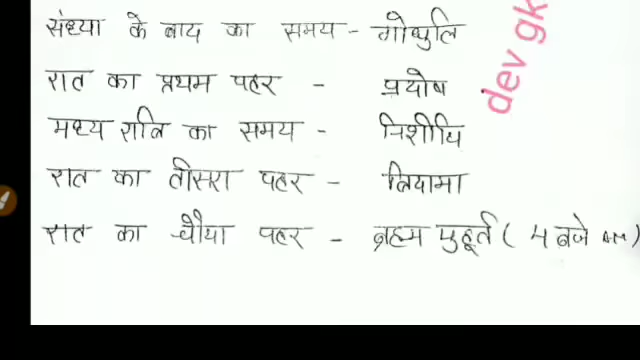 संध्या के बाद का समय - गोधुलि
रात का प्रथम पहर - प्रदोष
मध्य रात्रि का समय - निशीथि
रात का तीसरा पहर - त्रियामा
रात का चौथा पहर - ब्रह्म मुहूर्त ( 4 बजे AM)
dev gk